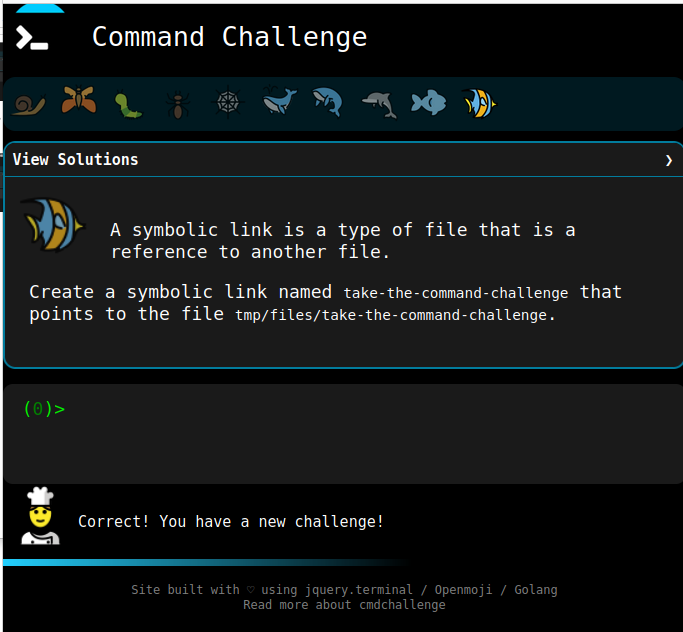 Command Challenge
View Solutions ❯
A symbolic link is a type of file that is a
reference to another file.
Create a symbolic link named take-the-command-challenge that
points to the file tmp/files/take-the-command-challenge.
(0)>
Correct! You have a new challenge!
Site built with ♡ using jquery.terminal / Openmoji / Golang
Read more about cmdchallenge